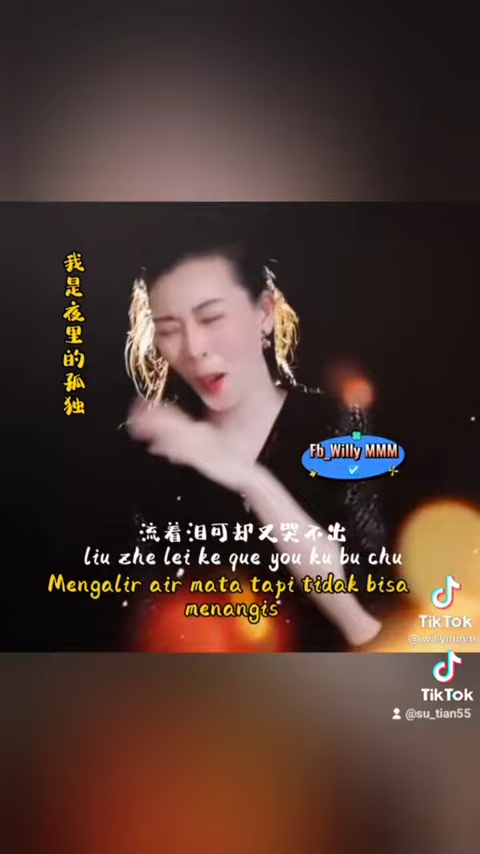 我是夜里的孤独
Fb_Willy MMM
流着泪可却又哭不出
liu zhe lei ke que you ku bu chu
Mengalir air mata tapi tidak bisa
menangis
TikTok
@willymmm
TikTok
@su_tian55